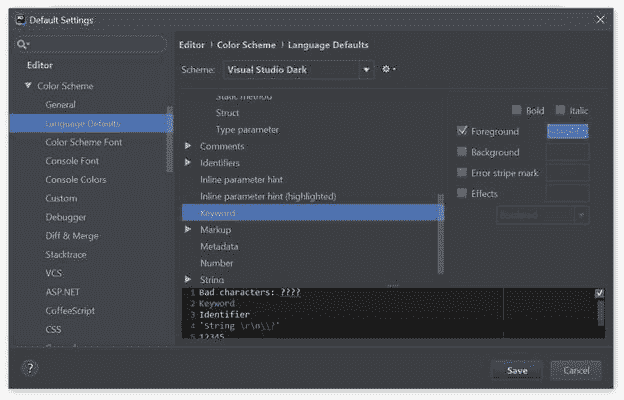 Default Settings
Editor
Color Scheme
General
Language Defaults
Color Scheme Font
Console Font
Console Colors
Custom
Debugger
Diff & Merge
Stacktrace
VCS
ASP.NET
CoffeeScript
CSS
Editor › Color Scheme › Language Defaults
Scheme: Visual Studio Dark
Static method
Struct
Type parameter
Comments
Identifiers
Inline parameter hint
Inline parameter hint (highlighted)
Keyword
Markup
Metadata
Number
String
Bold Italic
Foreground
Background
Error stripe mark
Effects
Bordered
1 Bad characters: ????
2 Keyword
3 Identifier
4 'String \r\n\\?'
5 12345
?
Save Cancel